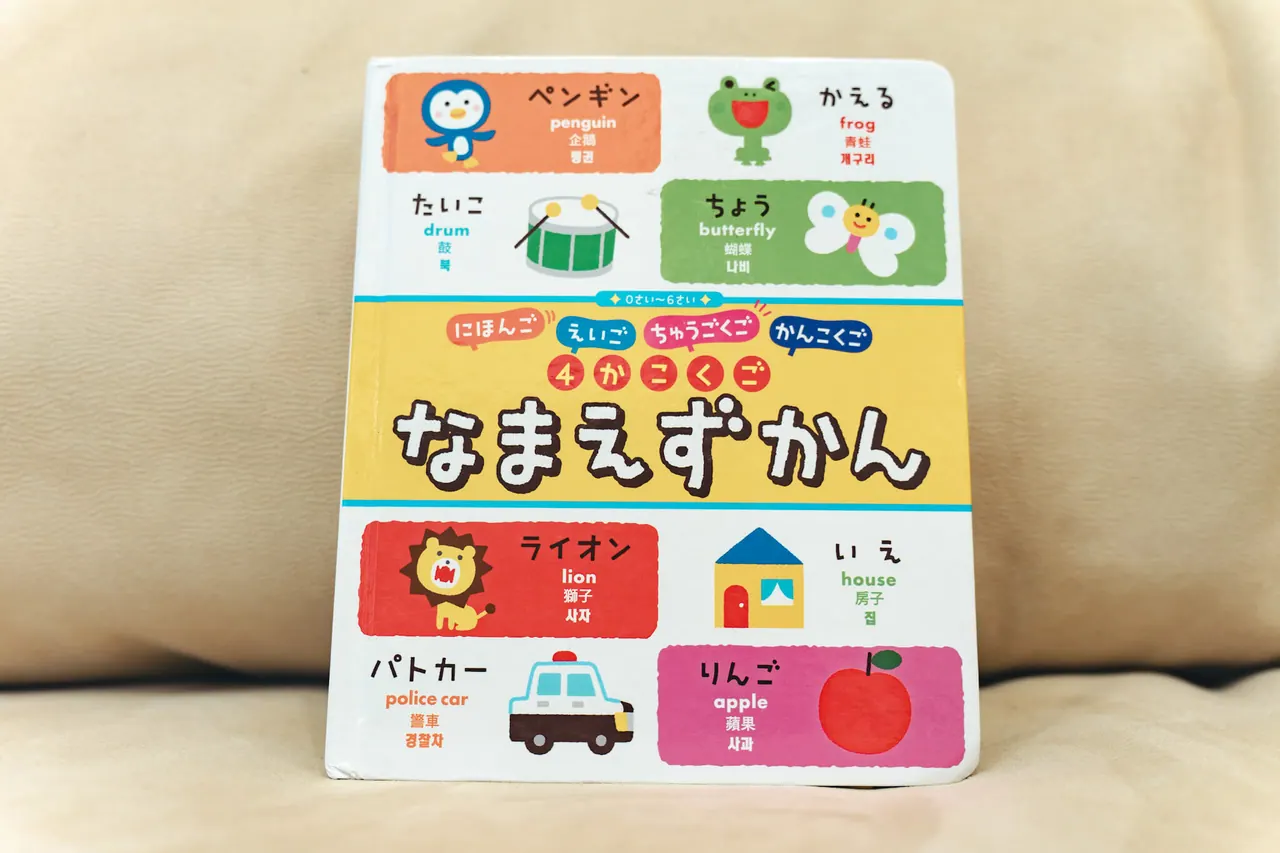 ペンギン
penguin
企鵝
펭귄
かえる
frog
青蛙
개구리
たいこ
drum
鼓
북
ちょう
butterfly
蝴蝶
나비
0さい〜6さい
にほんご えいご ちゅうごくご かんこくご
4かこくご
なまえずかん
ライオン
lion
獅子
사자
いえ
house
房子
집
パトカー
police car
警車
경찰차
りんご
apple
蘋果
사과